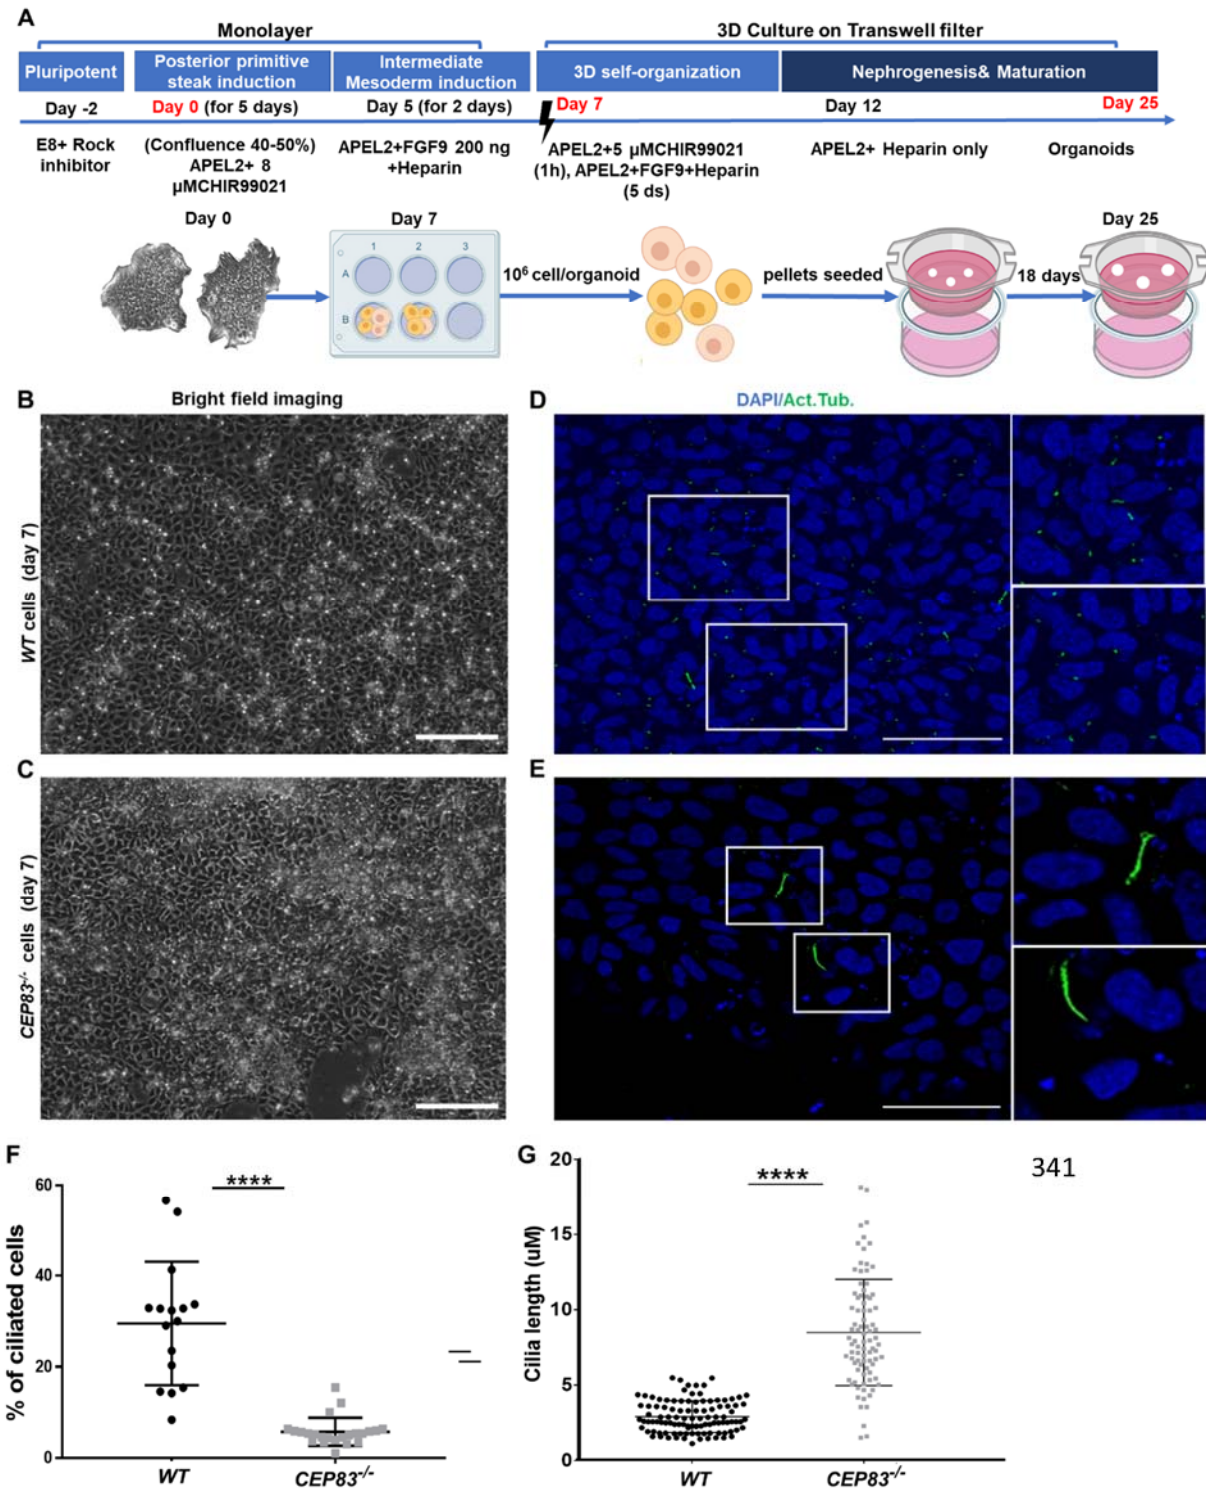 A
Monolayer
3D Culture on Transwell filter
Pluripotent
Posterior primitive
steak induction
Intermediate
Mesoderm induction
3D self-organization
Nephrogenesis& Maturation
Day -2
Day 0 (for 5 days)
Day 5 (for 2 days)
Day 7
Day 12
Day 25
E8+ Rock
inhibitor
(Confluence 40-50%)
APEL2+ 8
µMCHIR99021
APEL2+FGF9 200 ng
+Heparin
APEL2+5 µMCHIR99021
(1h), APEL2+FGF9+Heparin
(5 ds)
APEL2+ Heparin only
Organoids
Day 0
Day 7
Day 25
1 2 3
A
B
10⁶ cell/organoid
pellets seeded
18 days
B
Bright field imaging
WT cells (day 7)
C
CEP83-/- cells (day 7)
D
DAPI/Act.Tub.
E
F
% of ciliated cells
60
40
20
0
****
WT
CEP83-/-
G
Cilia length (uM)
20
15
10
5
0
****
WT
CEP83-/-
341